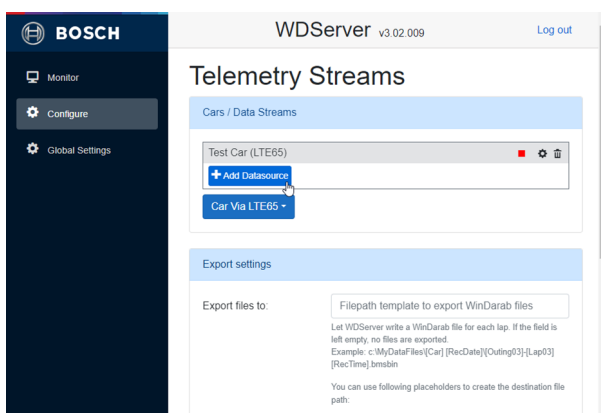 BOSCH
WDServer v3.02.009
Log out
Monitor
Configure
Global Settings
Telemetry Streams
Cars / Data Streams
Test Car (LTE65)
Add Datasource
Car Via LTE65
Export settings
Export files to:
Filepath template to export WinDarab files
Let WDServer write a WinDarab file for each lap. If the field is
left empty, no files are exported.
Example: c:\MyDataFiles\[Car] [RecDate]\[Outing03]-[Lap03]
[RecTime].bmsbin
You can use following placeholders to create the destination file
path: